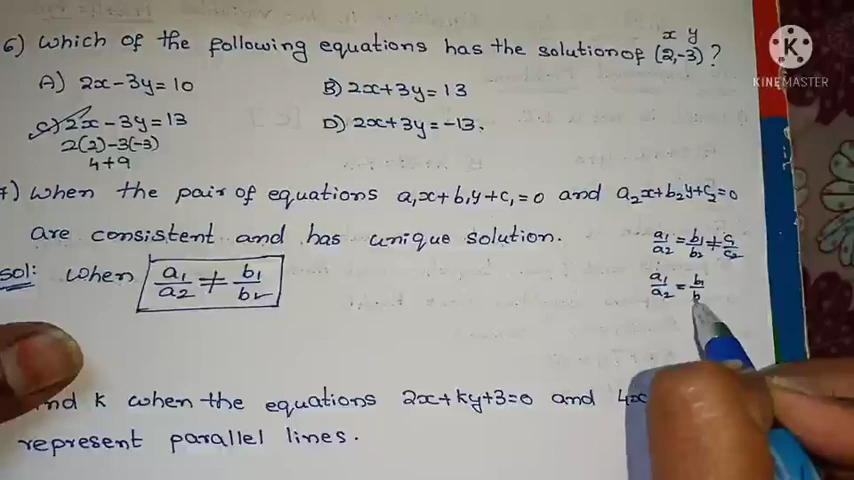 x y
6) Which of the following equations has the solution of (2,-3) ?
A) 2x-3y=10 B) 2x+3y=13
C) 2x-3y=13 D) 2x+3y=-13.
2(2)-3(-3)
4+9
7) When the pair of equations a₁x+b₁y+c₁=0 and a₂x+b₂y+c₂=0
are consistent and has unique solution.
sol: when a₁/a₂ ≠ b₁/b₂
a₁/a₂ = b₁/b₂ ≠ c₁/c₂
a₁/a₂ = b₁/b
k when the equations 2x+ky+3=0 and 4x
represent parallel lines.
K
KINEMASTER